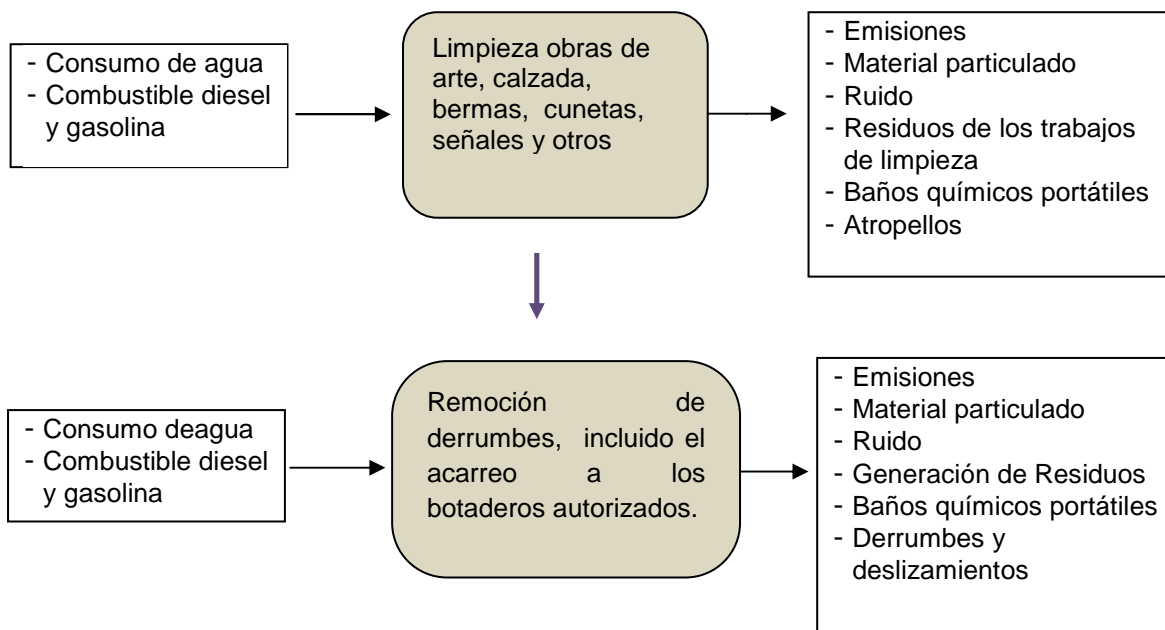 - Consumo de agua
- Combustible diesel
y gasolina
Limpieza obras de
arte, calzada,
bermas, cunetas,
señales y otros
- Emisiones
- Material particulado
- Ruido
- Residuos de los trabajos
de limpieza
- Baños químicos portátiles
- Atropellos
- Consumo deagua
- Combustible diesel
y gasolina
Remoción de
derrumbes, incluido el
acarreo a los
botaderos autorizados.
- Emisiones
- Material particulado
- Ruido
- Generación de Residuos
- Baños químicos portátiles
- Derrumbes y
deslizamientos